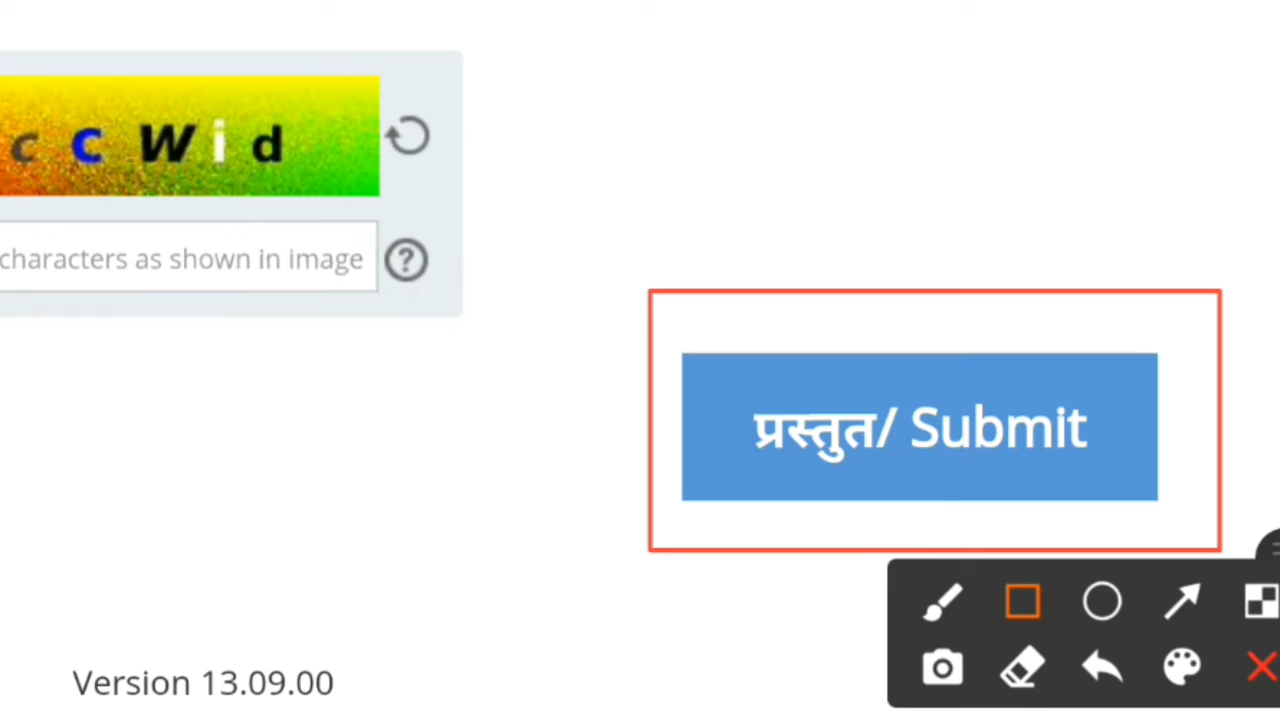 c c W i d
characters as shown in image
प्रस्तुत/ Submit
Version 13.09.00